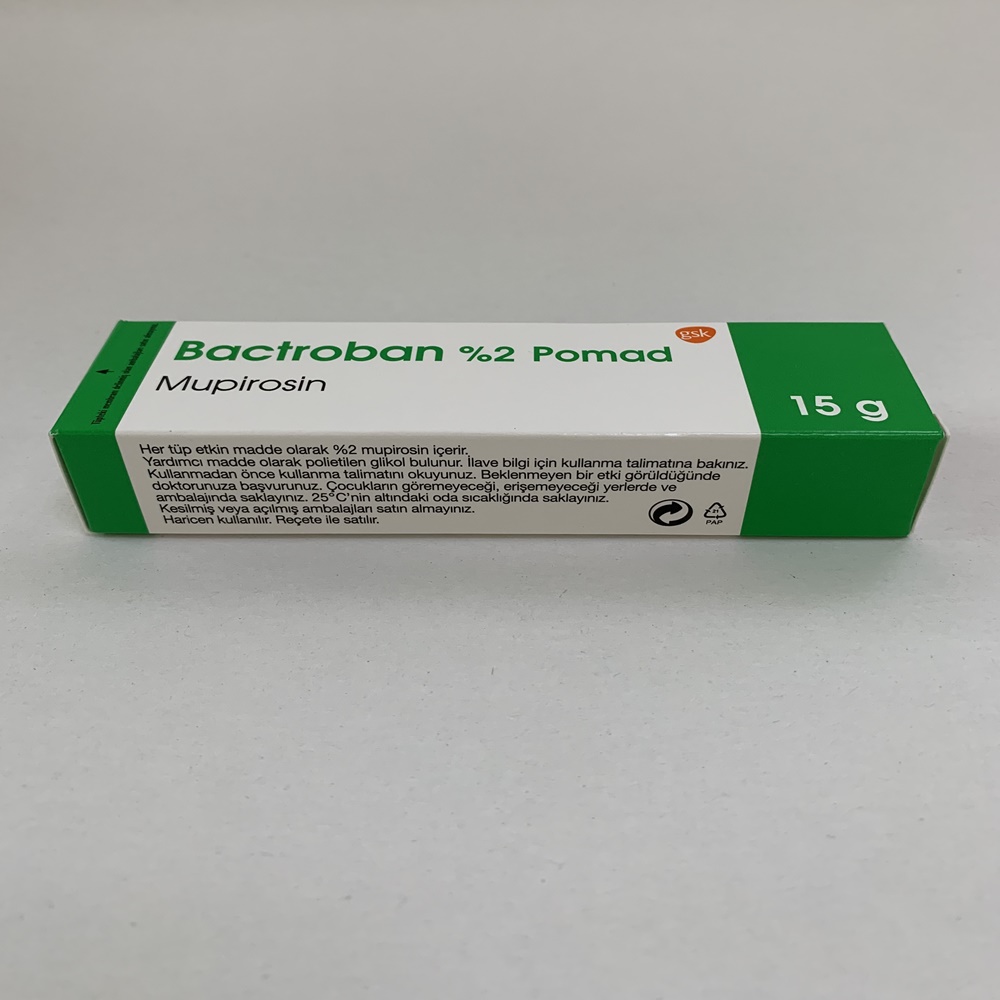 Bactroban %2 Pomad
Mupirosin
gsk
15 g
Her tüp etkin madde olarak %2 mupirosin içerir.
Yardımcı madde olarak polietilen glikol bulunur. İlave bilgi için kullanma talimatına bakınız.
Kullanmadan önce kullanma talimatını okuyunuz. Beklenmeyen bir etki görüldüğünde
doktorunuza başvurunuz. Çocukların göremeyeceği, erişemeyeceği yerlerde ve
ambalajında saklayınız. 25°C'nin altındaki oda sıcaklığında saklayınız.
Kesilmiş veya açılmış ambalajları satın almayınız.
Haricen kullanılır. Reçete ile satılır.
21
PAP